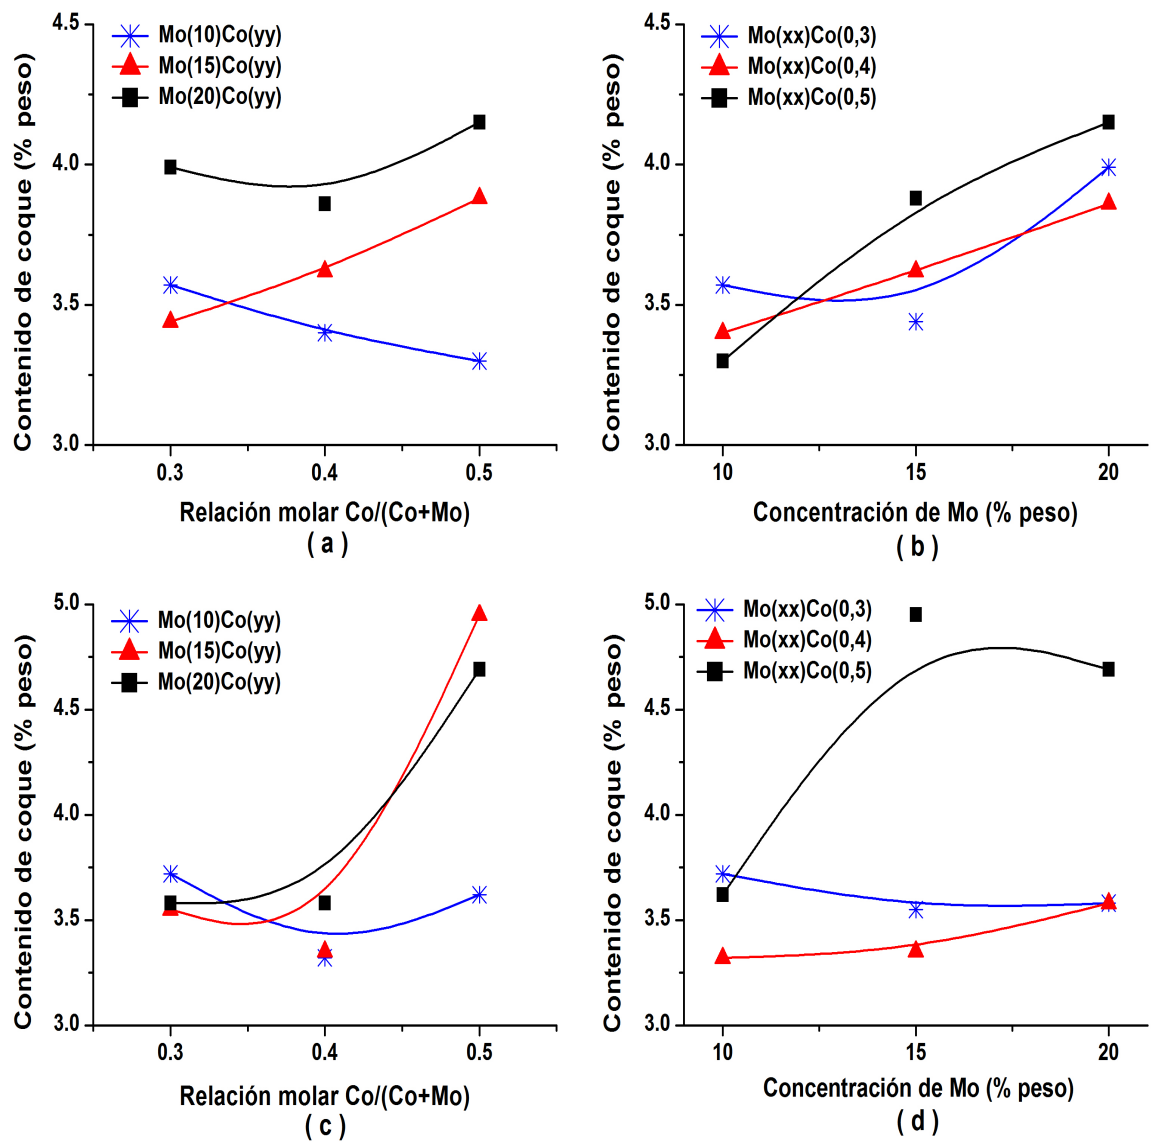 Mo(10)Co(yy)
Mo(15)Co(yy)
Mo(20)Co(yy)
Contenido de coque (% peso)
4.5
4.0
3.5
3.0
0.3 0.4 0.5
Relación molar Co/(Co+Mo)
( a )
Mo(xx)Co(0,3)
Mo(xx)Co(0,4)
Mo(xx)Co(0,5)
Contenido de coque (% peso)
4.5
4.0
3.5
3.0
10 15 20
Concentración de Mo (% peso)
( b )
Mo(10)Co(yy)
Mo(15)Co(yy)
Mo(20)Co(yy)
Contenido de coque (% peso)
5.0
4.5
4.0
3.5
3.0
0.3 0.4 0.5
Relación molar Co/(Co+Mo)
( c )
Mo(xx)Co(0,3)
Mo(xx)Co(0,4)
Mo(xx)Co(0,5)
Contenido de coque (% peso)
5.0
4.5
4.0
3.5
3.0
10 15 20
Concentración de Mo (% peso)
( d )